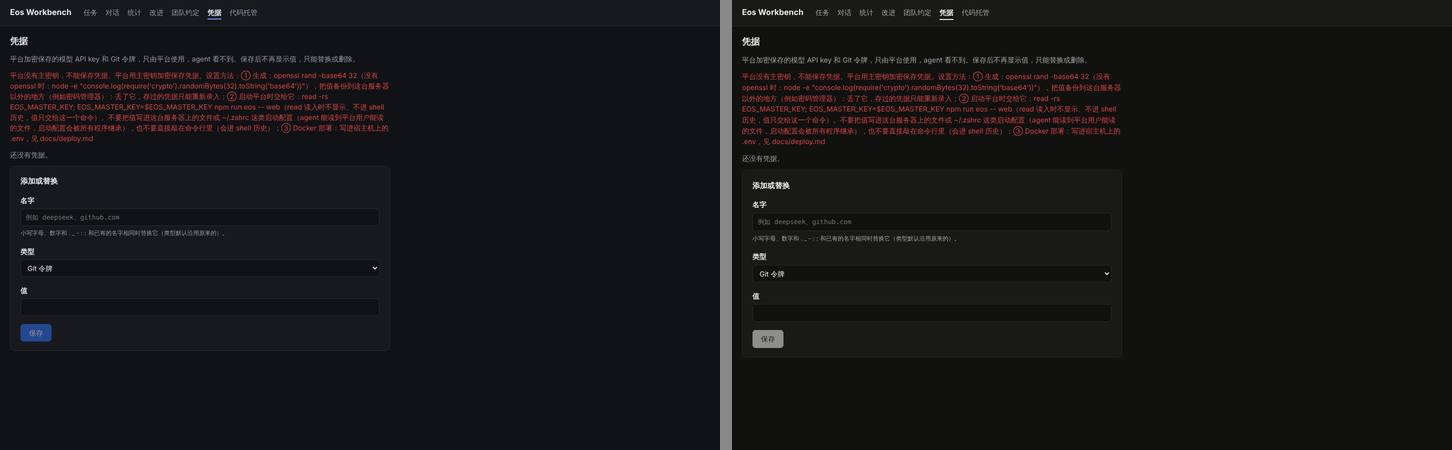 Eos Workbench 任务 对话 统计 改进 团队约定 凭据 代码托管
凭据
平台加密保存的模型 API key 和 Git 令牌，只由平台使用，agent 看不到。保存后不再显示值，只能替换或删除。
平台没有主密钥，不能保存凭据。平台用主密钥加密保存凭据。设置方法：① 生成：openssl rand -base64 32（没有
openssl 时：node -e "console.log(require('crypto').randomBytes(32).toString('base64'))"），把值备份到这台服务器
以外的地方（例如密码管理器）：丢了它，存过的凭据只能重新录入；② 启动平台时交给它：read -rs
EOS_MASTER_KEY; EOS_MASTER_KEY=$EOS_MASTER_KEY npm run eos -- web（read 读入时不显示、不进 shell
历史，值只交给这一个命令）。不要把值写进这台服务器上的文件或 ~/.zshrc 这类启动配置（agent 能读到平台用户能读
的文件，启动配置会被所有程序继承），也不要直接敲在命令行里（会进 shell 历史）；③ Docker 部署：写进宿主机上的
.env，见 docs/deploy.md
还没有凭据。
添加或替换
名字
例如 deepseek、github.com
小写字母、数字和 . _ - : ；和已有的名字相同时替换它（类型默认沿用原来的）。
类型
Git 令牌
值
保存
Eos Workbench 任务 对话 统计 改进 团队约定 凭据 代码托管
凭据
平台加密保存的模型 API key 和 Git 令牌，只由平台使用，agent 看不到。保存后不再显示值，只能替换或删除。
平台没有主密钥，不能保存凭据。平台用主密钥加密保存凭据。设置方法：① 生成：openssl rand -base64 32（没有
openssl 时：node -e "console.log(require('crypto').randomBytes(32).toString('base64'))"），把值备份到这台服务器
以外的地方（例如密码管理器）：丢了它，存过的凭据只能重新录入；② 启动平台时交给它：read -rs
EOS_MASTER_KEY; EOS_MASTER_KEY=$EOS_MASTER_KEY npm run eos -- web（read 读入时不显示、不进 shell
历史，值只交给这一个命令）。不要把值写进这台服务器上的文件或 ~/.zshrc 这类启动配置（agent 能读到平台用户能读
的文件，启动配置会被所有程序继承），也不要直接敲在命令行里（会进 shell 历史）；③ Docker 部署：写进宿主机上的
.env，见 docs/deploy.md
还没有凭据。
添加或替换
名字
例如 deepseek、github.com
小写字母、数字和 . _ - : ；和已有的名字相同时替换它（类型默认沿用原来的）。
类型
Git 令牌
值
保存